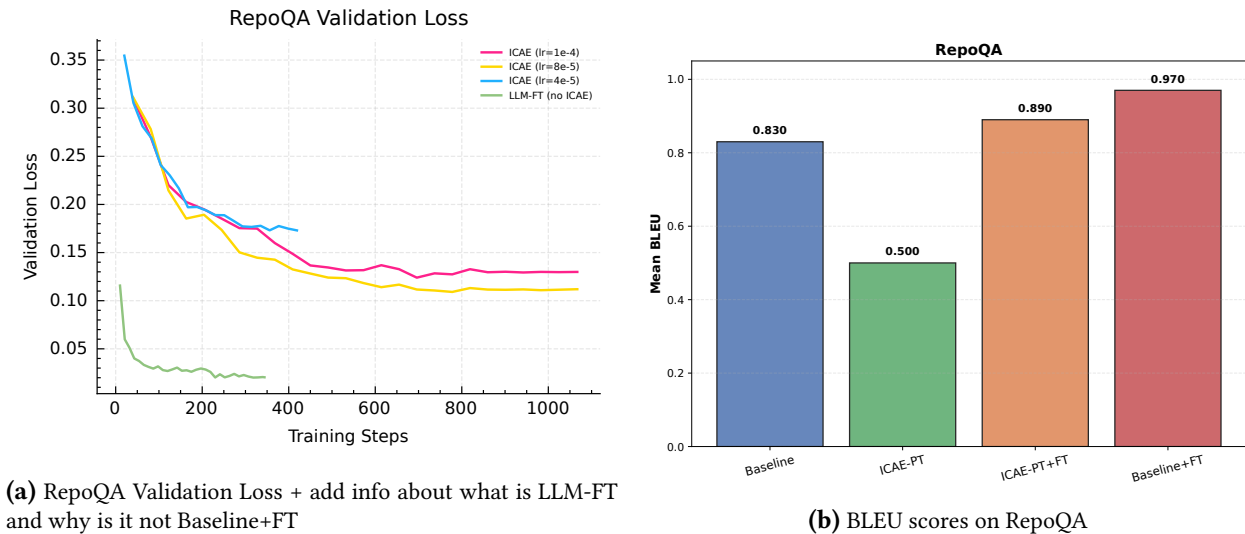 RepoQA Validation Loss
0.35
0.30
0.25
0.20
0.15
0.10
0.05
Validation Loss
ICAE (lr=1e-4)
ICAE (lr=8e-5)
ICAE (lr=4e-5)
LLM-FT (no ICAE)
0 200 400 600 800 1000
Training Steps
(a) RepoQA Validation Loss + add info about what is LLM-FT
and why is it not Baseline+FT
RepoQA
1.0
0.8
0.6
0.4
0.2
0.0
Mean BLEU
0.830
0.500
0.890
0.970
Baseline ICAE-PT ICAE-PT+FT Baseline+FT
(b) BLEU scores on RepoQA